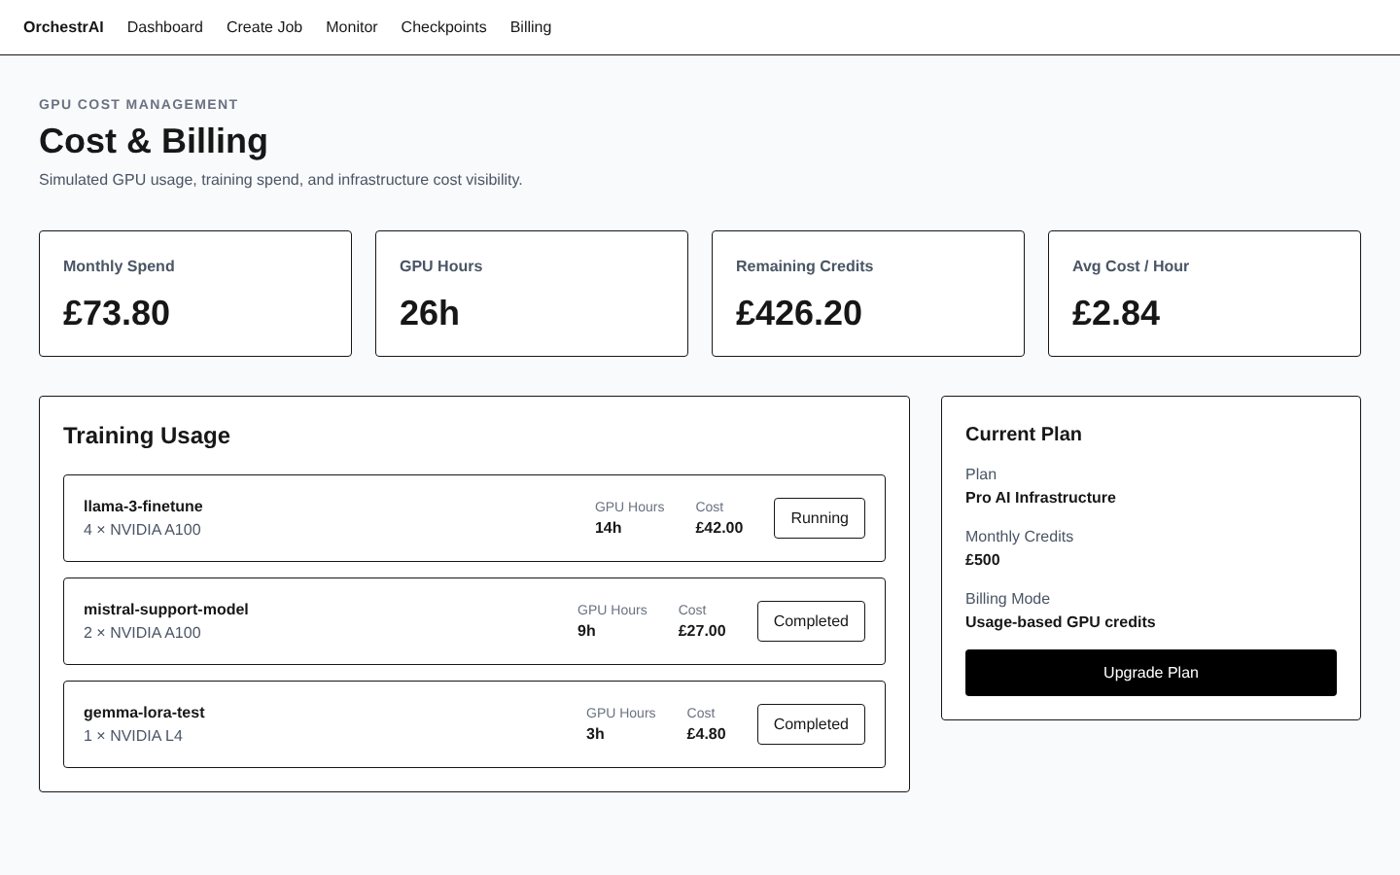 OrchestrAI Dashboard Create Job Monitor Checkpoints Billing
GPU COST MANAGEMENT
Cost & Billing
Simulated GPU usage, training spend, and infrastructure cost visibility.
Monthly Spend
£73.80
GPU Hours
26h
Remaining Credits
£426.20
Avg Cost / Hour
£2.84
Training Usage
llama-3-finetune
4 × NVIDIA A100
GPU Hours
14h
Cost
£42.00
Running
mistral-support-model
2 × NVIDIA A100
GPU Hours
9h
Cost
£27.00
Completed
gemma-lora-test
1 × NVIDIA L4
GPU Hours
3h
Cost
£4.80
Completed
Current Plan
Plan
Pro AI Infrastructure
Monthly Credits
£500
Billing Mode
Usage-based GPU credits
Upgrade Plan